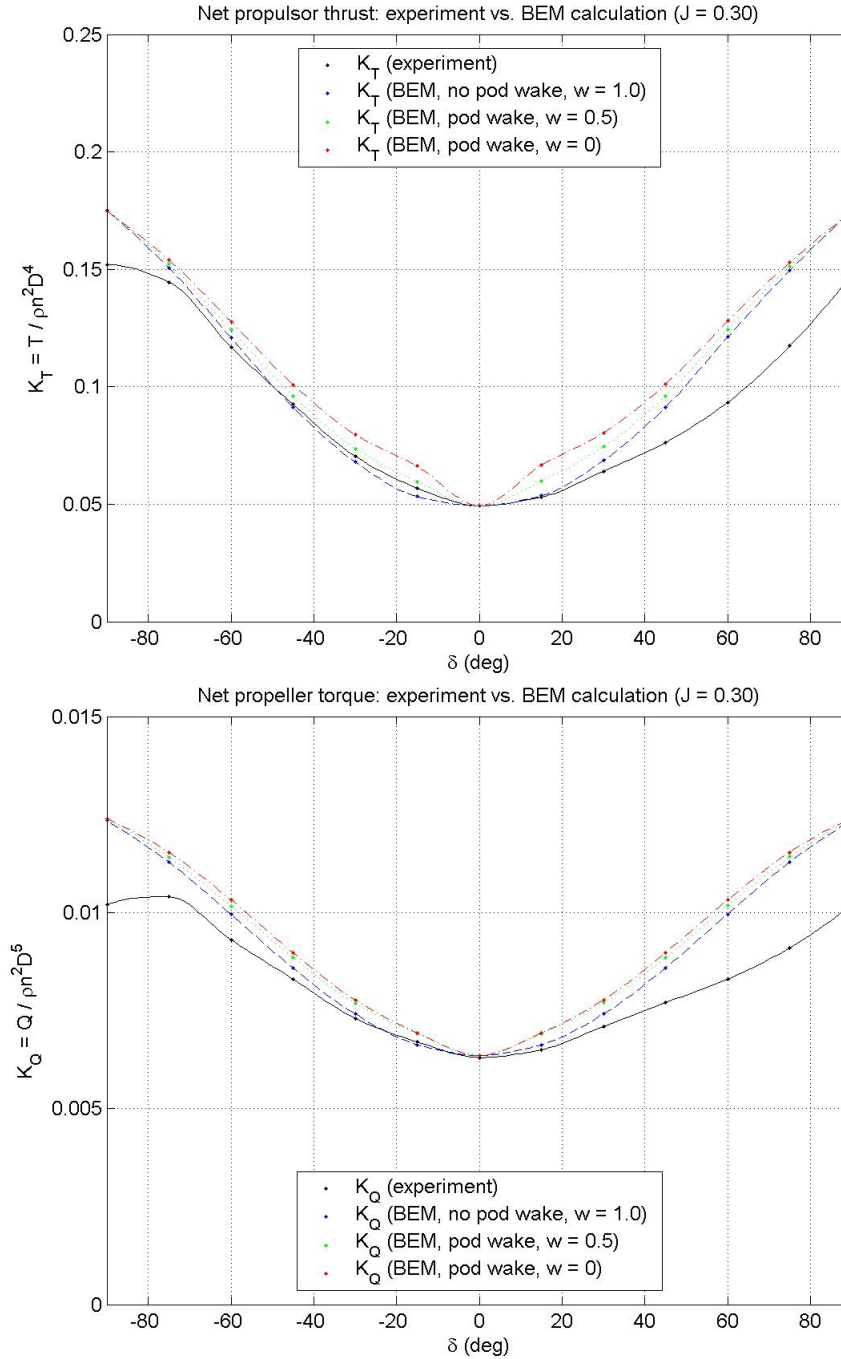 Net propulsor thrust: experiment vs. BEM calculation (J = 0.30)
0.25
K_T (experiment)
K_T (BEM, no pod wake, w = 1.0)
K_T (BEM, pod wake, w = 0.5)
K_T (BEM, pod wake, w = 0)
0.2
0.15
K_T = T / ρn²D⁴
0.1
0.05
0
-80 -60 -40 -20 0 20 40 60 80
δ (deg)
Net propeller torque: experiment vs. BEM calculation (J = 0.30)
0.015
0.01
K_Q = Q / ρn²D⁵
0.005
K_Q (experiment)
K_Q (BEM, no pod wake, w = 1.0)
K_Q (BEM, pod wake, w = 0.5)
K_Q (BEM, pod wake, w = 0)
0
-80 -60 -40 -20 0 20 40 60 80
δ (deg)